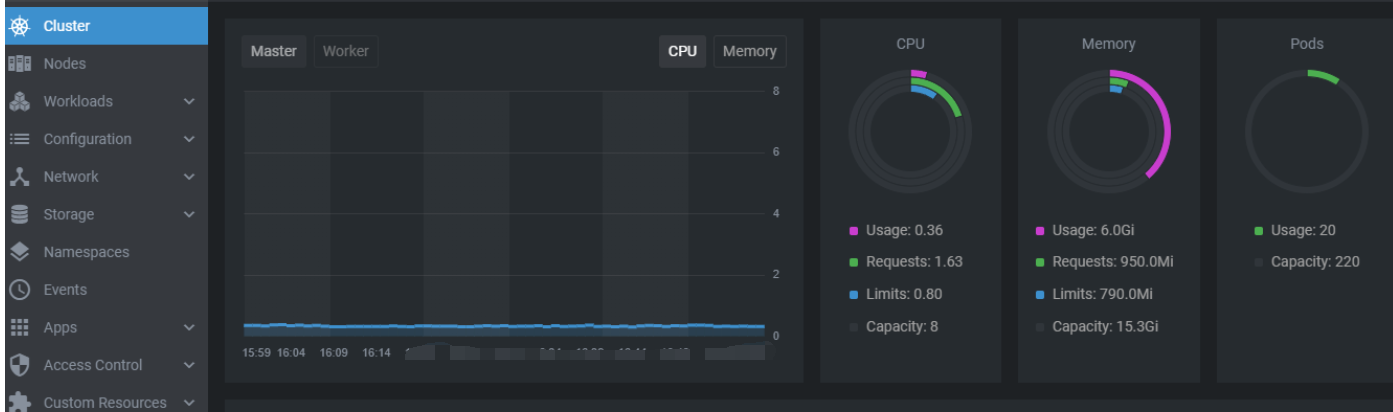 Cluster
Nodes
Workloads
Configuration
Network
Storage
Namespaces
Events
Apps
Access Control
Custom Resources
Master Worker
CPU Memory
8
6
4
2
0
15:59 16:04 16:09 16:14
CPU
Usage: 0.36
Requests: 1.63
Limits: 0.80
Capacity: 8
Memory
Usage: 6.0Gi
Requests: 950.0Mi
Limits: 790.0Mi
Capacity: 15.3Gi
Pods
Usage: 20
Capacity: 220